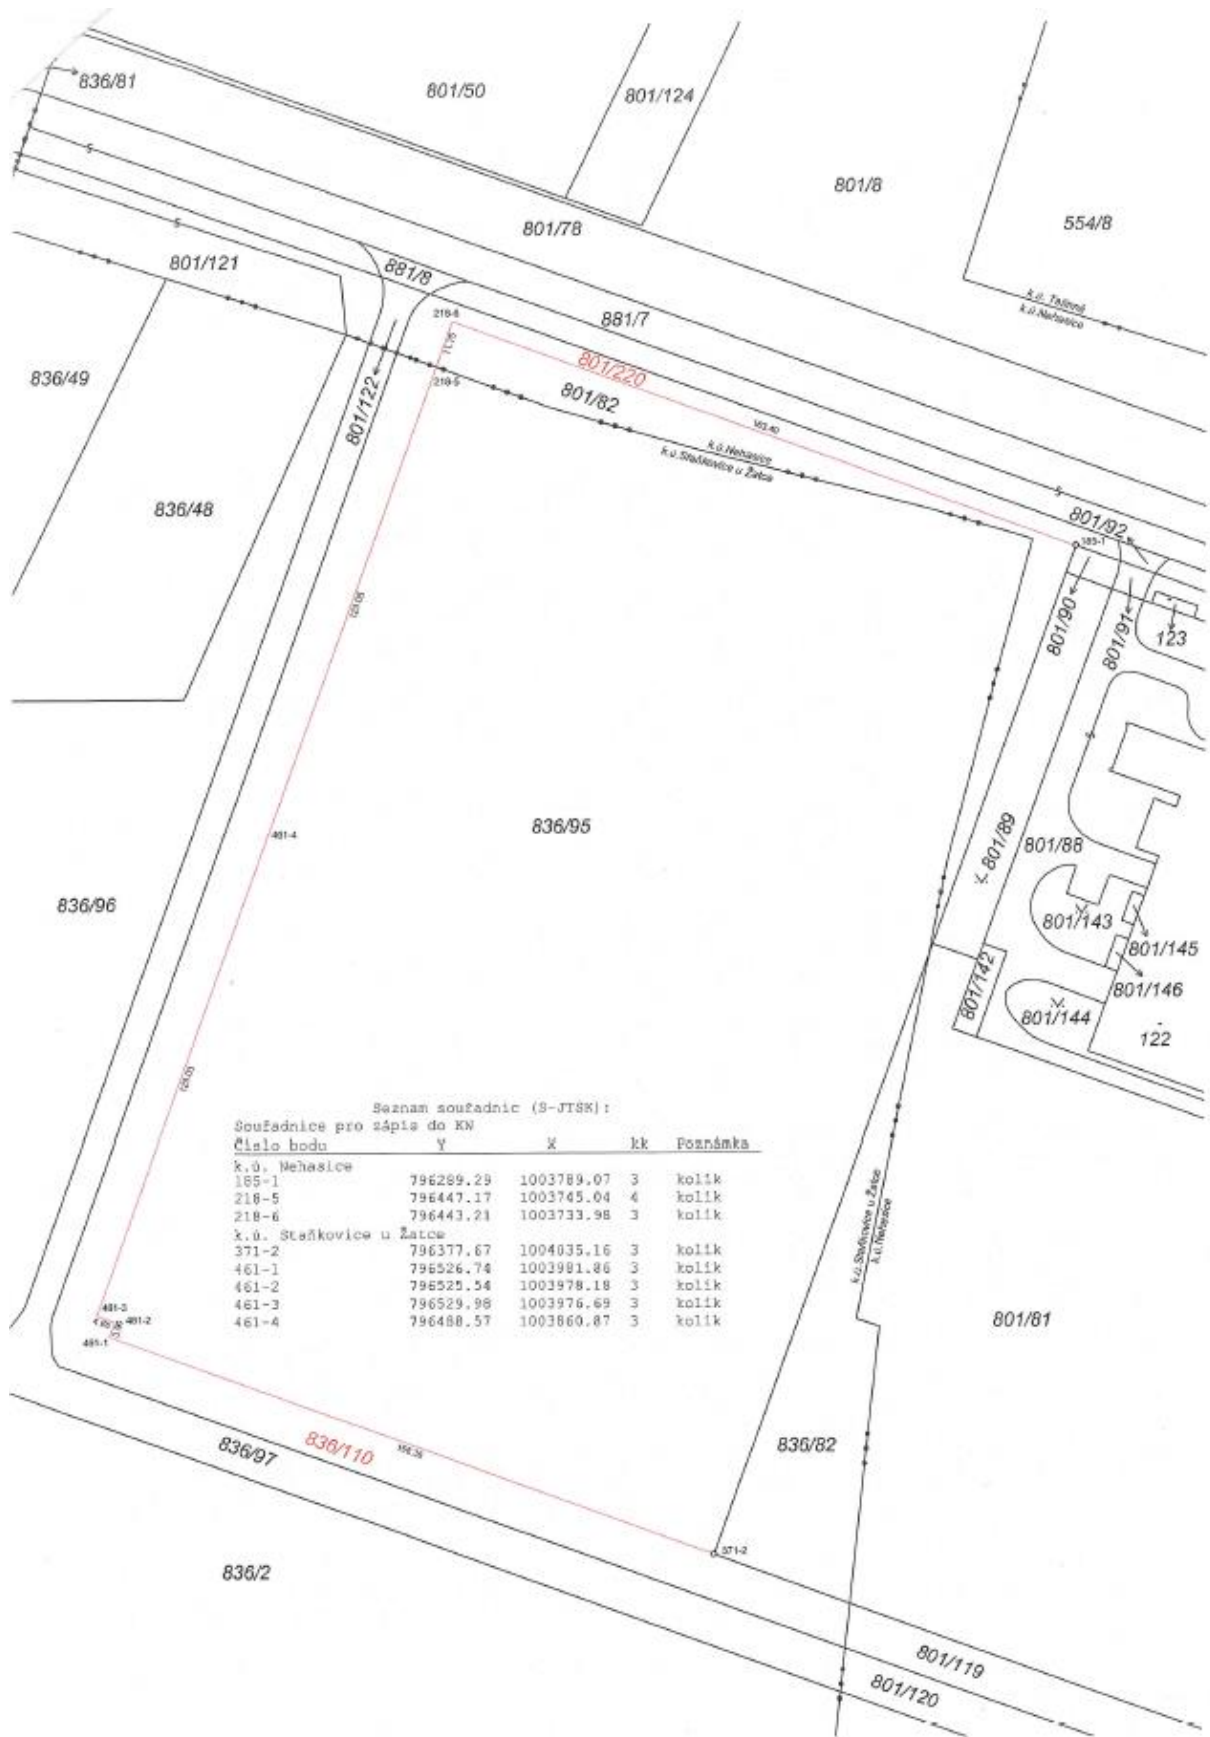 836/81
801/50
801/124
801/8
554/8
801/78
801/121
881/8
k.ú. Nehasice
881/7
218-6
11.75
801/220
836/49
218-5
801/82
801/122
k.ú.Nehasice
k.ú.Staňkovice u Žatce
836/48
801/92
185-1
801/90
801/91
123
461-4
836/95
801/89
801/88
836/96
801/143
801/145
801/142
801/146
801/144
122
Seznam souřadnic (S-JTSK):
Souřadnice pro zápis do KN
Číslo bodu Y X kk Poznámka
k.ú. Nehasice
185-1 796289.29 1003789.07 3 kolík
218-5 796447.17 1003745.04 4 kolík
218-6 796443.21 1003733.98 3 kolík
k.ú. Staňkovice u Žatce
371-2 796377.67 1004035.16 3 kolík
461-1 796526.74 1003981.86 3 kolík
461-2 796525.54 1003978.18 3 kolík
461-3 796529.98 1003976.69 3 kolík
461-4 796488.57 1003860.87 3 kolík
k.ú.Staňkovice u Žatce
k.ú.Nehasice
461-3
461-2
461-1
801/81
836/97
836/110
836/82
371-2
836/2
801/119
801/120